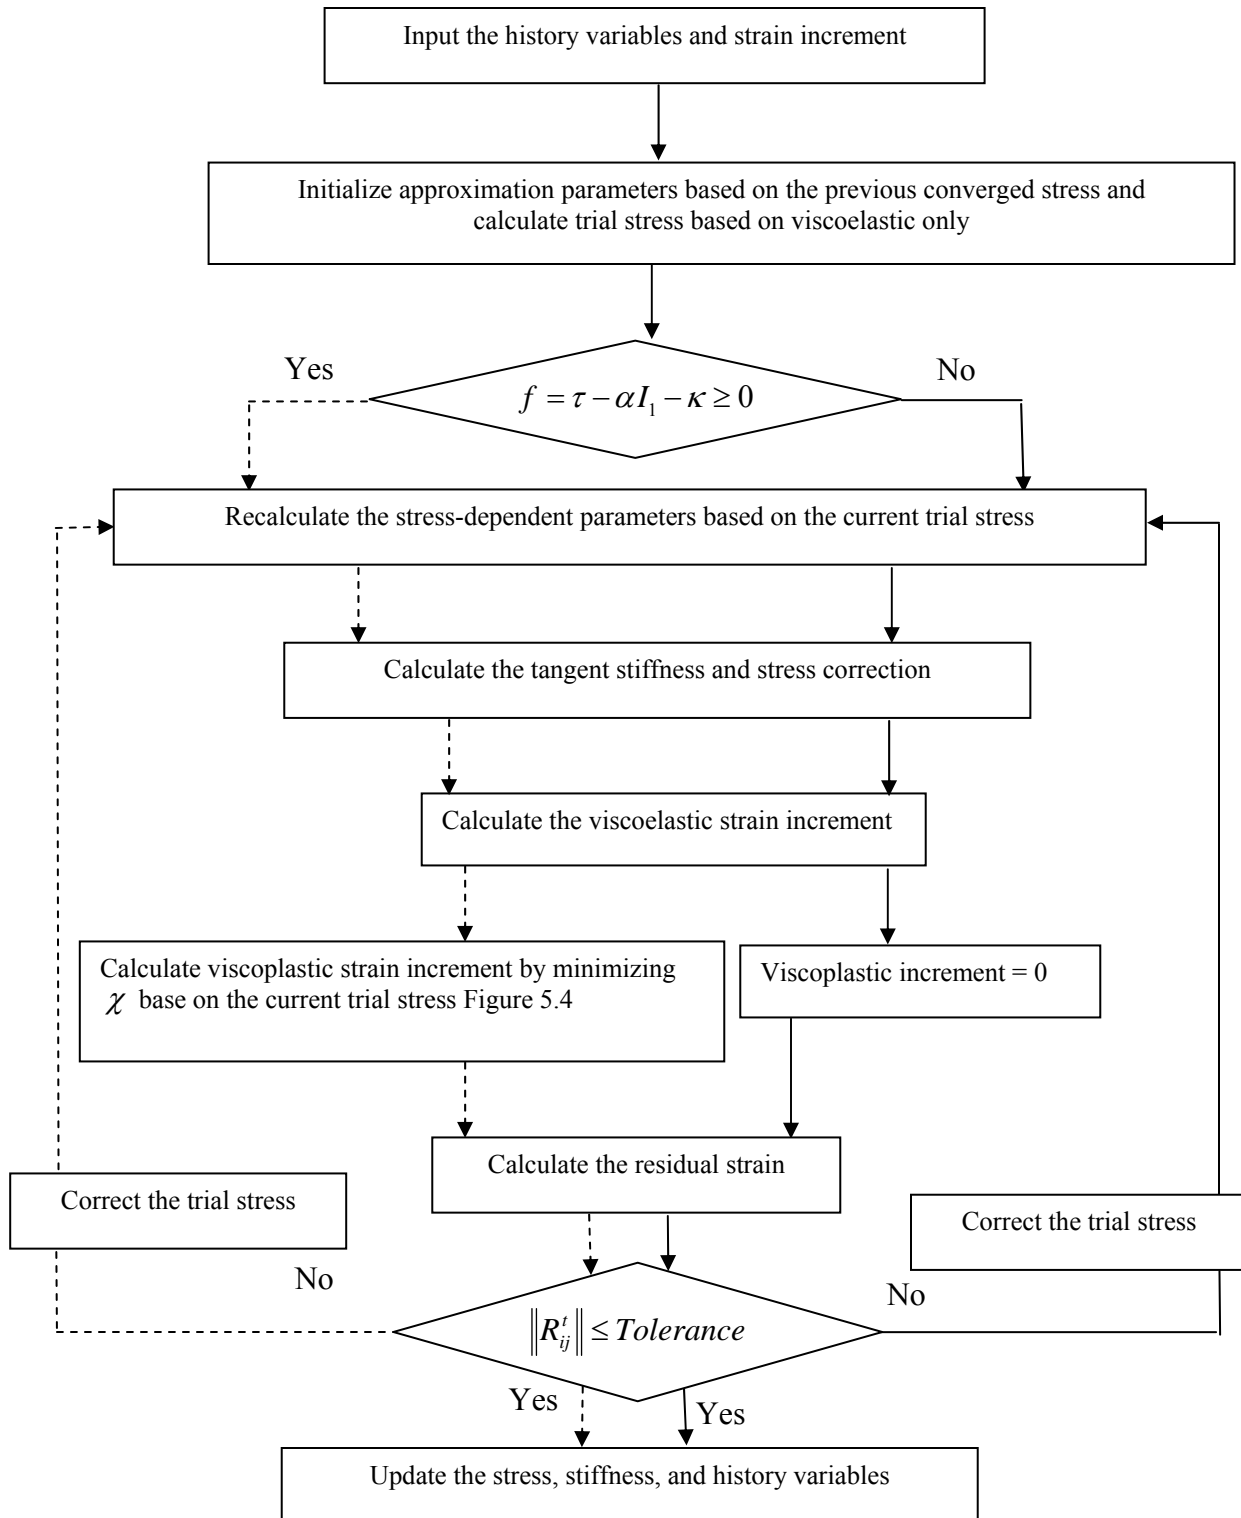 Input the history variables and strain increment
Initialize approximation parameters based on the previous converged stress and
calculate trial stress based on viscoelastic only
Yes
No
f = τ − αI₁ − κ ≥ 0
Recalculate the stress-dependent parameters based on the current trial stress
Calculate the tangent stiffness and stress correction
Calculate the viscoelastic strain increment
Calculate viscoplastic strain increment by minimizing
χ base on the current trial stress Figure 5.4
Viscoplastic increment = 0
Calculate the residual strain
Correct the trial stress
Correct the trial stress
No
No
‖R_{ij}^{t}‖ ≤ Tolerance
Yes
Yes
Update the stress, stiffness, and history variables